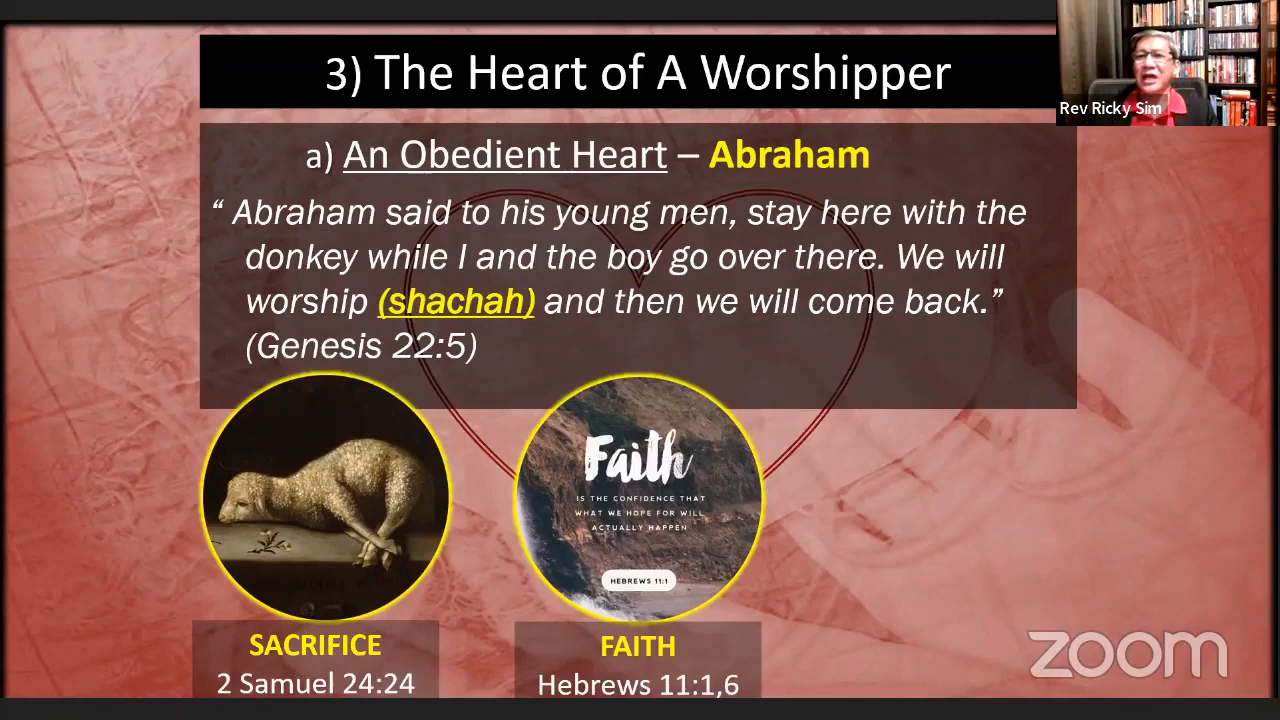 3) The Heart of A Worshipper
Rev Ricky Sim
a) An Obedient Heart – Abraham
“ Abraham said to his young men, stay here with the
donkey while I and the boy go over there. We will
worship (shachah) and then we will come back.”
(Genesis 22:5)
Faith
IS THE CONFIDENCE THAT
WHAT WE HOPE FOR WILL
ACTUALLY HAPPEN
HEBREWS 11:1
SACRIFICE
2 Samuel 24:24
FAITH
Hebrews 11:1,6
zoom